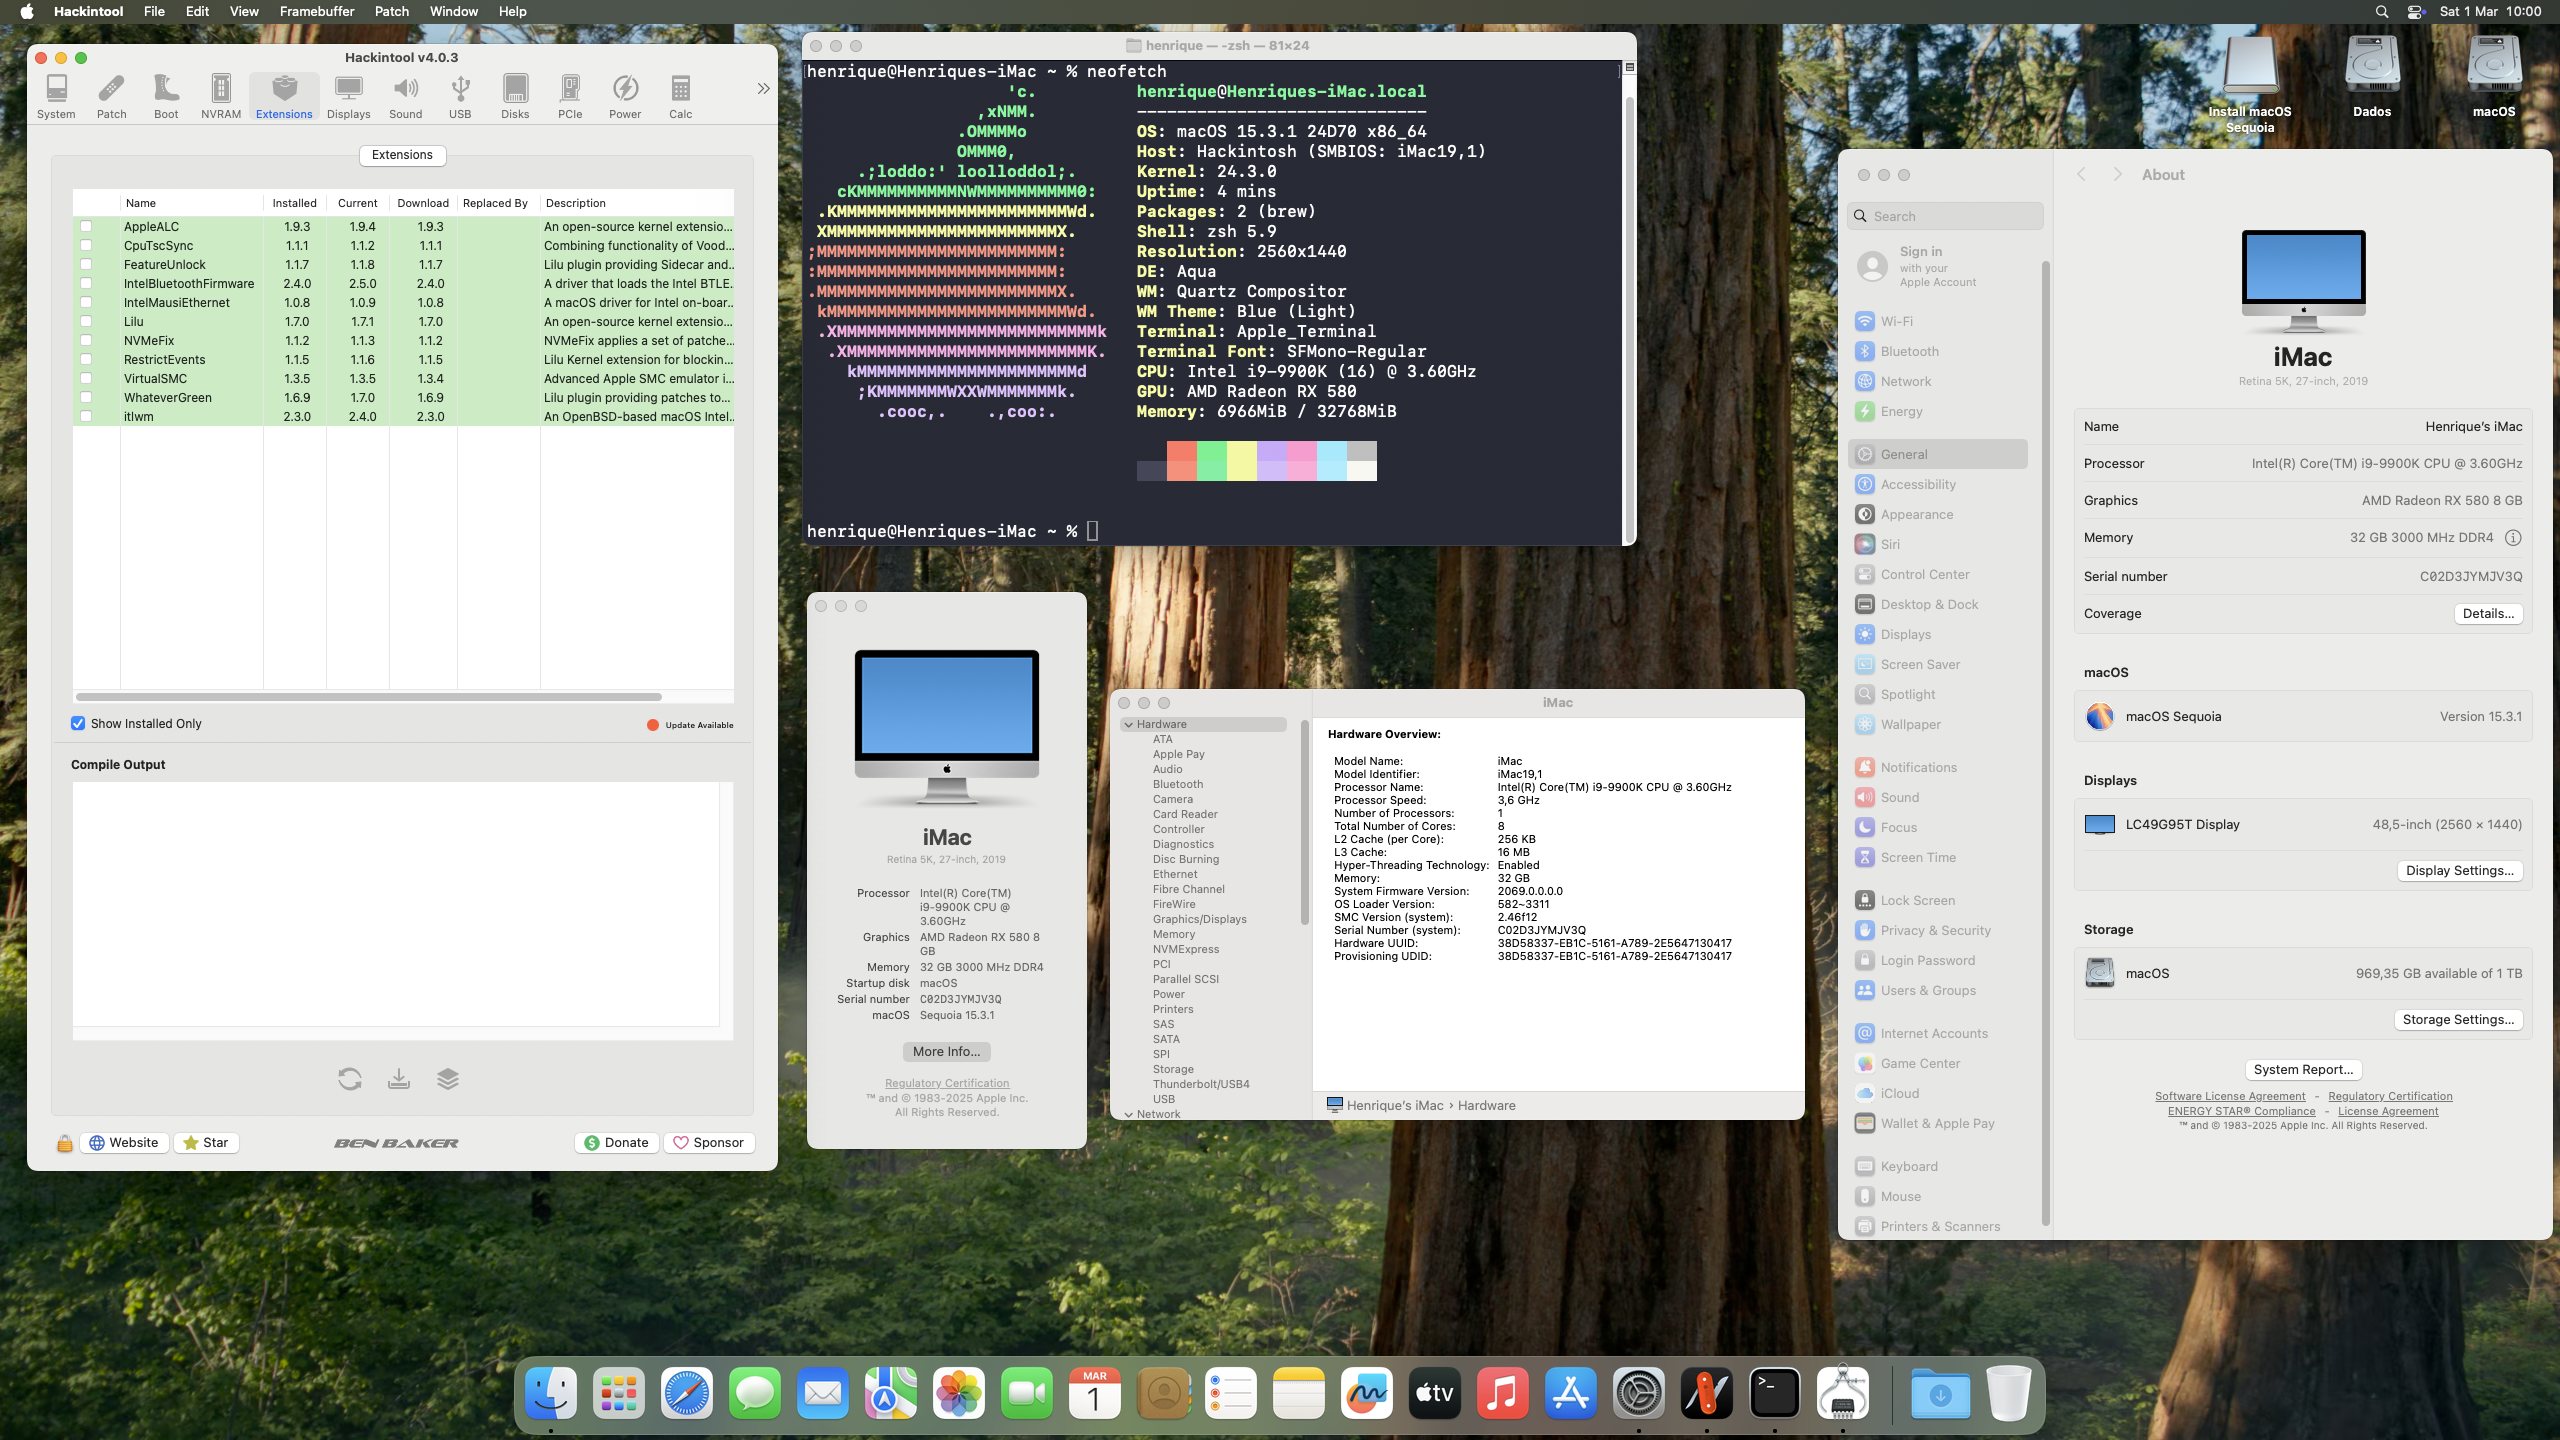 Hackintool File Edit View Framebuffer Patch Window Help
Sat 1 Mar 10:00
Hackintool v4.0.3
System Patch Boot NVRAM Extensions Displays Sound USB Disks PCIe Power Calc
Extensions
Name Installed Current Download Replaced By Description
AppleALC 1.9.3 1.9.4 1.9.3 An open-source kernel extensio...
CpuTscSync 1.1.1 1.1.2 1.1.1 Combining functionality of Vood...
FeatureUnlock 1.1.7 1.1.8 1.1.7 Lilu plugin providing Sidecar and...
IntelBluetoothFirmware 2.4.0 2.5.0 2.4.0 A driver that loads the Intel BTLE...
IntelMausiEthernet 1.0.8 1.0.9 1.0.8 A macOS driver for Intel on-boar...
Lilu 1.7.0 1.7.1 1.7.0 An open-source kernel extensio...
NVMeFix 1.1.2 1.1.3 1.1.2 NVMeFix applies a set of patche...
RestrictEvents 1.1.5 1.1.6 1.1.5 Lilu Kernel extension for blockin...
VirtualSMC 1.3.5 1.3.5 1.3.4 Advanced Apple SMC emulator i...
WhateverGreen 1.6.9 1.7.0 1.6.9 Lilu plugin providing patches to...
itlwm 2.3.0 2.4.0 2.3.0 An OpenBSD-based macOS Intel...
Show Installed Only
Update Available
Compile Output
Website
Star
BEN BAKER
Donate
Sponsor
henrique — -zsh — 81×24
henrique@Henriques-iMac ~ % neofetch
'c. henrique@Henriques-iMac.local
,xNMM. -----------------------------
.OMMMMo OS: macOS 15.3.1 24D70 x86_64
OMMM0, Host: Hackintosh (SMBIOS: iMac19,1)
.;loddo:' loolloddol;. Kernel: 24.3.0
cKMMMMMMMMMMNWMMMMMMMMMM0: Uptime: 4 mins
.KMMMMMMMMMMMMMMMMMMMMMMMWd. Packages: 2 (brew)
XMMMMMMMMMMMMMMMMMMMMMMMX. Shell: zsh 5.9
;MMMMMMMMMMMMMMMMMMMMMMMM: Resolution: 2560x1440
:MMMMMMMMMMMMMMMMMMMMMMMM: DE: Aqua
.MMMMMMMMMMMMMMMMMMMMMMMMX. WM: Quartz Compositor
kMMMMMMMMMMMMMMMMMMMMMMMMWd. WM Theme: Blue (Light)
.XMMMMMMMMMMMMMMMMMMMMMMMMMMk Terminal: Apple_Terminal
.XMMMMMMMMMMMMMMMMMMMMMMMMK. Terminal Font: SFMono-Regular
kMMMMMMMMMMMMMMMMMMMMMMd CPU: Intel i9-9900K (16) @ 3.60GHz
;KMMMMMMMWXXWMMMMMMMk. GPU: AMD Radeon RX 580
.cooc,. .,coo:. Memory: 6966MiB / 32768MiB
henrique@Henriques-iMac ~ %
iMac
Retina 5K, 27-inch, 2019
Processor Intel(R) Core(TM)
i9-9900K CPU @
3.60GHz
Graphics AMD Radeon RX 580 8
GB
Memory 32 GB 3000 MHz DDR4
Startup disk macOS
Serial number C02D3JYMJV3Q
macOS Sequoia 15.3.1
More Info...
Regulatory Certification
™ and © 1983-2025 Apple Inc.
All Rights Reserved.
iMac
Hardware
ATA
Apple Pay
Audio
Bluetooth
Camera
Card Reader
Controller
Diagnostics
Disc Burning
Ethernet
Fibre Channel
FireWire
Graphics/Displays
Memory
NVMExpress
PCI
Parallel SCSI
Power
Printers
SAS
SATA
SPI
Storage
Thunderbolt/USB4
USB
Network
Hardware Overview:
Model Name: iMac
Model Identifier: iMac19,1
Processor Name: Intel(R) Core(TM) i9-9900K CPU @ 3.60GHz
Processor Speed: 3,6 GHz
Number of Processors: 1
Total Number of Cores: 8
L2 Cache (per Core): 256 KB
L3 Cache: 16 MB
Hyper-Threading Technology: Enabled
Memory: 32 GB
System Firmware Version: 2069.0.0.0.0
OS Loader Version: 582~3311
SMC Version (system): 2.46f12
Serial Number (system): C02D3JYMJV3Q
Hardware UUID: 38D58337-EB1C-5161-A789-2E5647130417
Provisioning UDID: 38D58337-EB1C-5161-A789-2E5647130417
Henrique's iMac › Hardware
Install macOS
Sequoia
Dados
macOS
Search
Sign in
with your
Apple Account
Wi-Fi
Bluetooth
Network
Energy
General
Accessibility
Appearance
Siri
Control Center
Desktop & Dock
Displays
Screen Saver
Spotlight
Wallpaper
Notifications
Sound
Focus
Screen Time
Lock Screen
Privacy & Security
Login Password
Users & Groups
Internet Accounts
Game Center
iCloud
Wallet & Apple Pay
Keyboard
Mouse
Printers & Scanners
About
iMac
Retina 5K, 27-inch, 2019
Name Henrique's iMac
Processor Intel(R) Core(TM) i9-9900K CPU @ 3.60GHz
Graphics AMD Radeon RX 580 8 GB
Memory 32 GB 3000 MHz DDR4
Serial number C02D3JYMJV3Q
Coverage Details...
macOS
macOS Sequoia Version 15.3.1
Displays
LC49G95T Display 48,5-inch (2560 × 1440)
Display Settings...
Storage
macOS 969,35 GB available of 1 TB
Storage Settings...
System Report...
Software License Agreement - Regulatory Certification
ENERGY STAR® Compliance - License Agreement
™ and © 1983-2025 Apple Inc. All Rights Reserved.
MAR
1
tv
>_